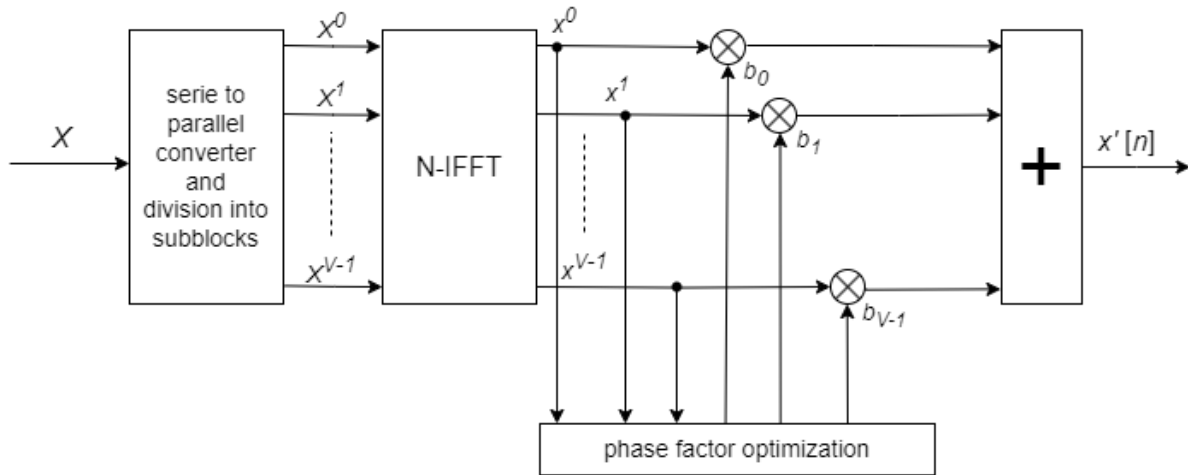 X
serie to
parallel
converter
and
division into
subblocks
X^0
X^1
X^{V-1}
N-IFFT
x^0
x^1
x^{V-1}
b_0
b_1
b_{V-1}
+
x' [n]
phase factor optimization